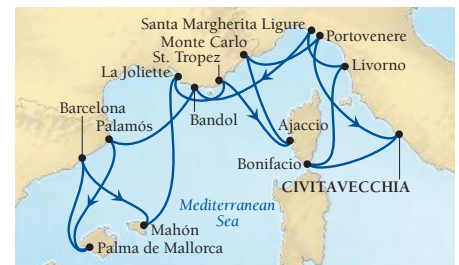 Santa Margherita Ligure
Monte Carlo
Portovenere
St. Tropez
La Joliette
Livorno
Barcelona
Palamós
Bandol
Ajaccio
Bonifacio
CIVITAVECCHIA
Mediterranean
Sea
Mahón
Palma de Mallorca